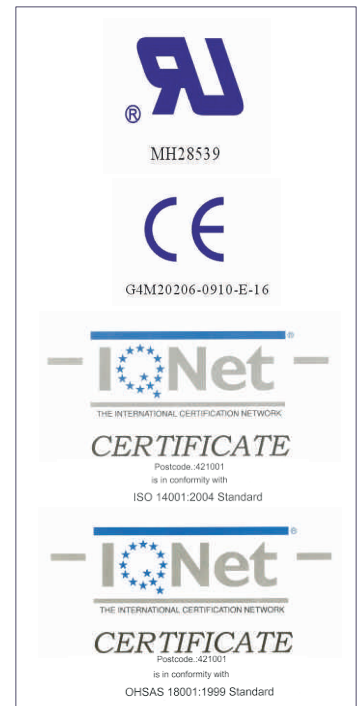 ®
MH28539
CE
G4M20206-0910-E-16
IQNet®
THE INTERNATIONAL CERTIFICATION NETWORK
CERTIFICATE
Postcode.:421001
is in conformity with
ISO 14001:2004 Standard
IQNet®
THE INTERNATIONAL CERTIFICATION NETWORK
CERTIFICATE
Postcode.:421001
is in conformity with
OHSAS 18001:1999 Standard